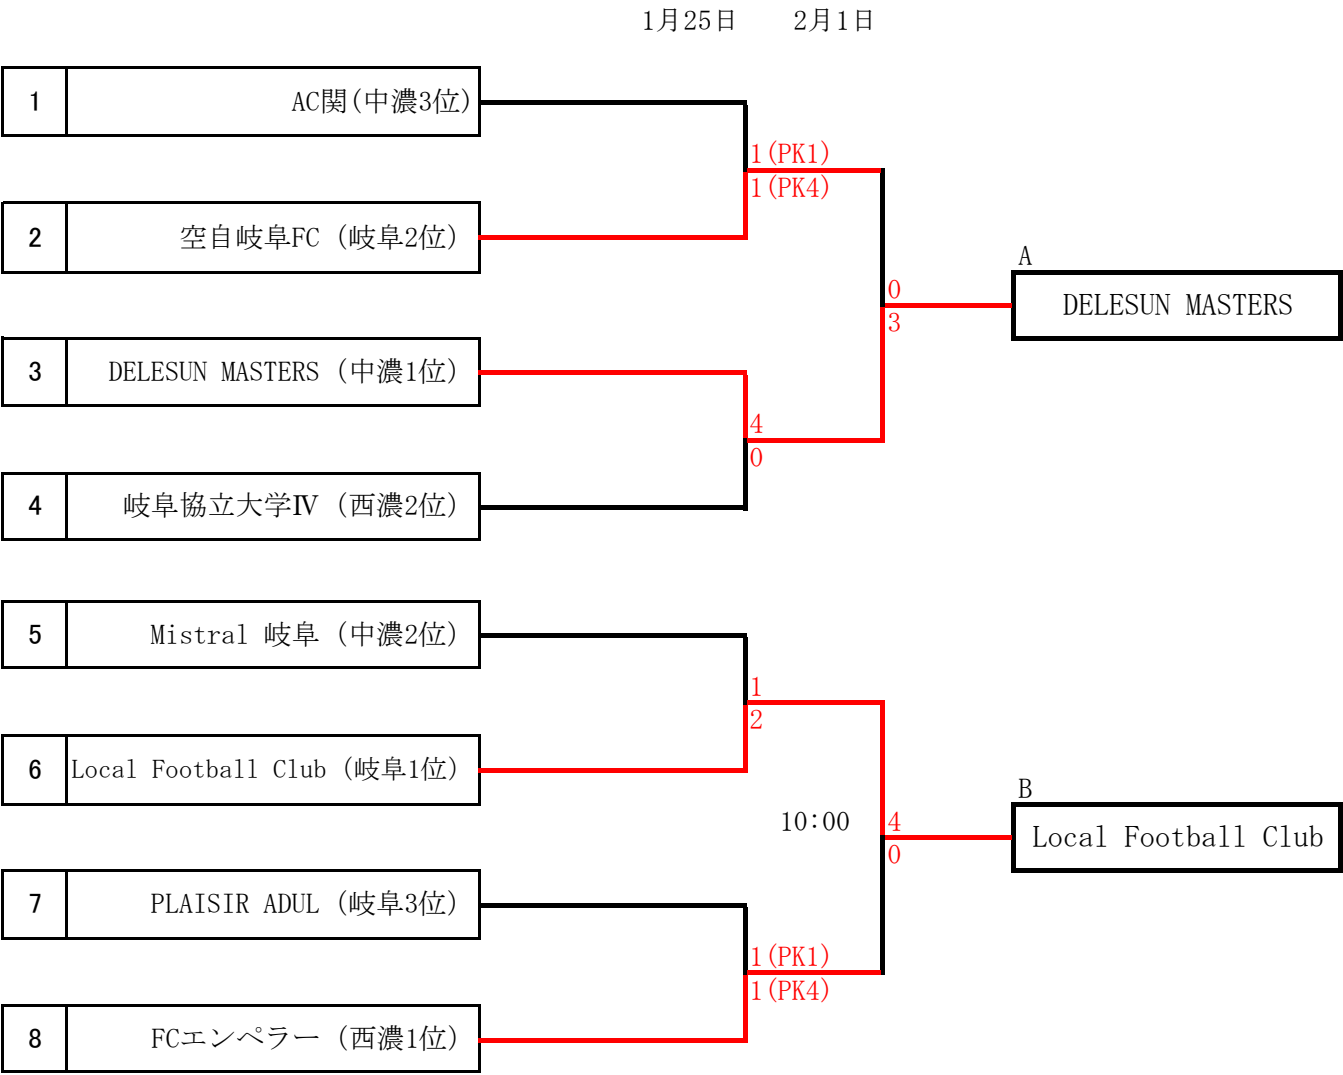 1月25日 2月1日
1 AC関(中濃3位)
1(PK1)
1(PK4)
2 空自岐阜FC (岐阜2位)
A
0
DELESUN MASTERS
3
3 DELESUN MASTERS (中濃1位)
4
0
4 岐阜協立大学Ⅳ (西濃2位)
5 Mistral 岐阜 (中濃2位)
1
2
6 Local Football Club (岐阜1位)
B
10:00
4
Local Football Club
0
7 PLAISIR ADUL (岐阜3位)
1(PK1)
1(PK4)
8 FCエンペラー (西濃1位)